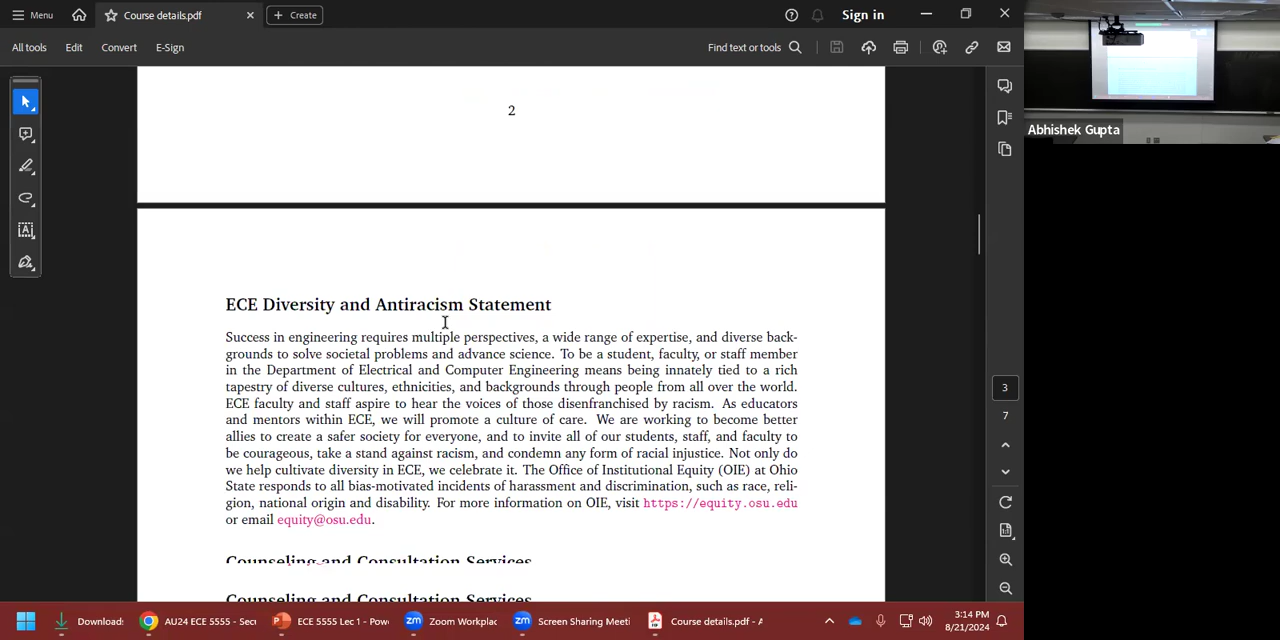 Menu
Course details.pdf
Create
Sign in
All tools
Edit
Convert
E-Sign
Find text or tools
Abhishek Gupta
2
ECE Diversity and Antiracism Statement
Success in engineering requires multiple perspectives, a wide range of expertise, and diverse back-
grounds to solve societal problems and advance science. To be a student, faculty, or staff member
in the Department of Electrical and Computer Engineering means being innately tied to a rich
tapestry of diverse cultures, ethnicities, and backgrounds through people from all over the world.
ECE faculty and staff aspire to hear the voices of those disenfranchised by racism. As educators
and mentors within ECE, we will promote a culture of care. We are working to become better
allies to create a safer society for everyone, and to invite all of our students, staff, and faculty to
be courageous, take a stand against racism, and condemn any form of racial injustice. Not only do
we help cultivate diversity in ECE, we celebrate it. The Office of Institutional Equity (OIE) at Ohio
State responds to all bias-motivated incidents of harassment and discrimination, such as race, reli-
gion, national origin and disability. For more information on OIE, visit https://equity.osu.edu
or email equity@osu.edu.
Counseling and Consultation Services
Counseling and Consultation Services
3
7
1:1
Download
AU24 ECE 5555 - Sec
ECE 5555 Lec 1 - Pow
zm
Zoom Workplac
zm
Screen Sharing Meeti
Course details.pdf - A
3:14 PM
8/21/2024